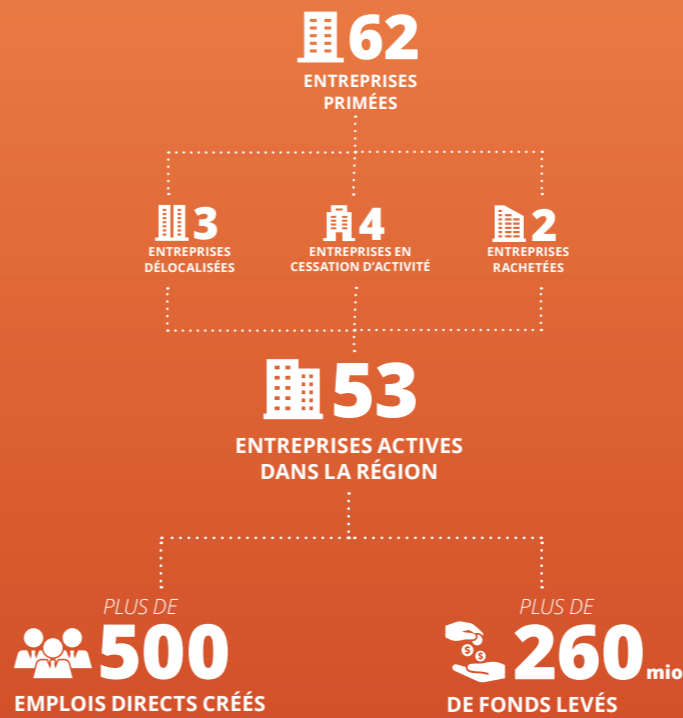 62
ENTREPRISES
PRIMÉES
3
ENTREPRISES
DÉLOCALISÉES
4
ENTREPRISES EN
CESSATION D'ACTIVITÉ
2
ENTREPRISES
RACHETÉES
53
ENTREPRISES ACTIVES
DANS LA RÉGION
PLUS DE
500
EMPLOIS DIRECTS CRÉÉS
PLUS DE
$ $
260 mio
DE FONDS LEVÉS